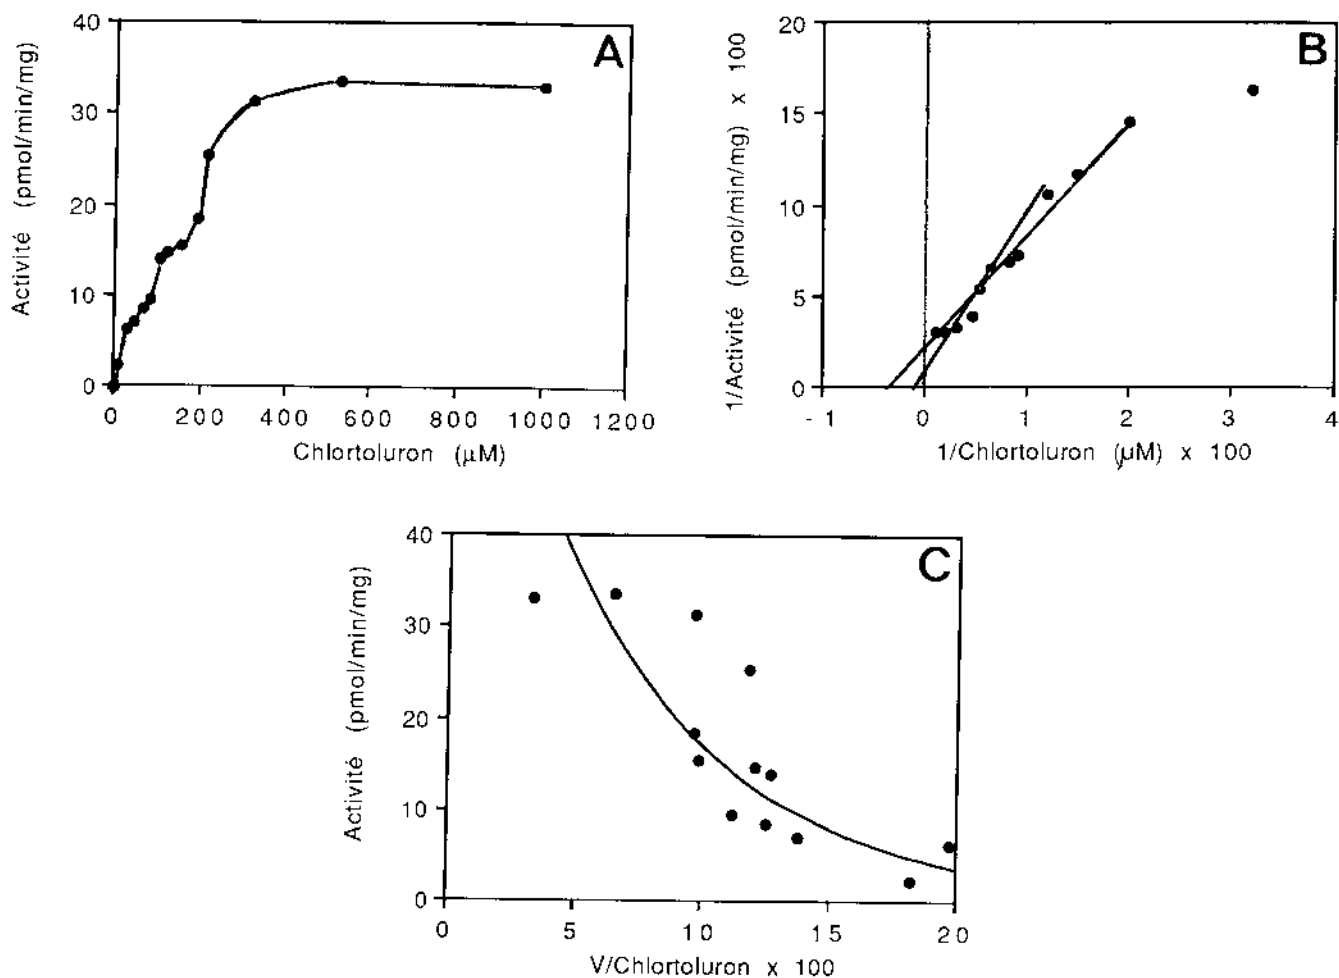 A
Activité (pmol/min/mg)
40
30
20
10
0
0 200 400 600 800 1000 1200
Chlortoluron (µM)
B
1/Activité (pmol/min/mg) x 100
20
15
10
5
0
-1 0 1 2 3 4
1/Chlortoluron (µM) x 100
C
Activité (pmol/min/mg)
40
30
20
10
0
0 5 10 15 20
V/Chlortoluron x 100